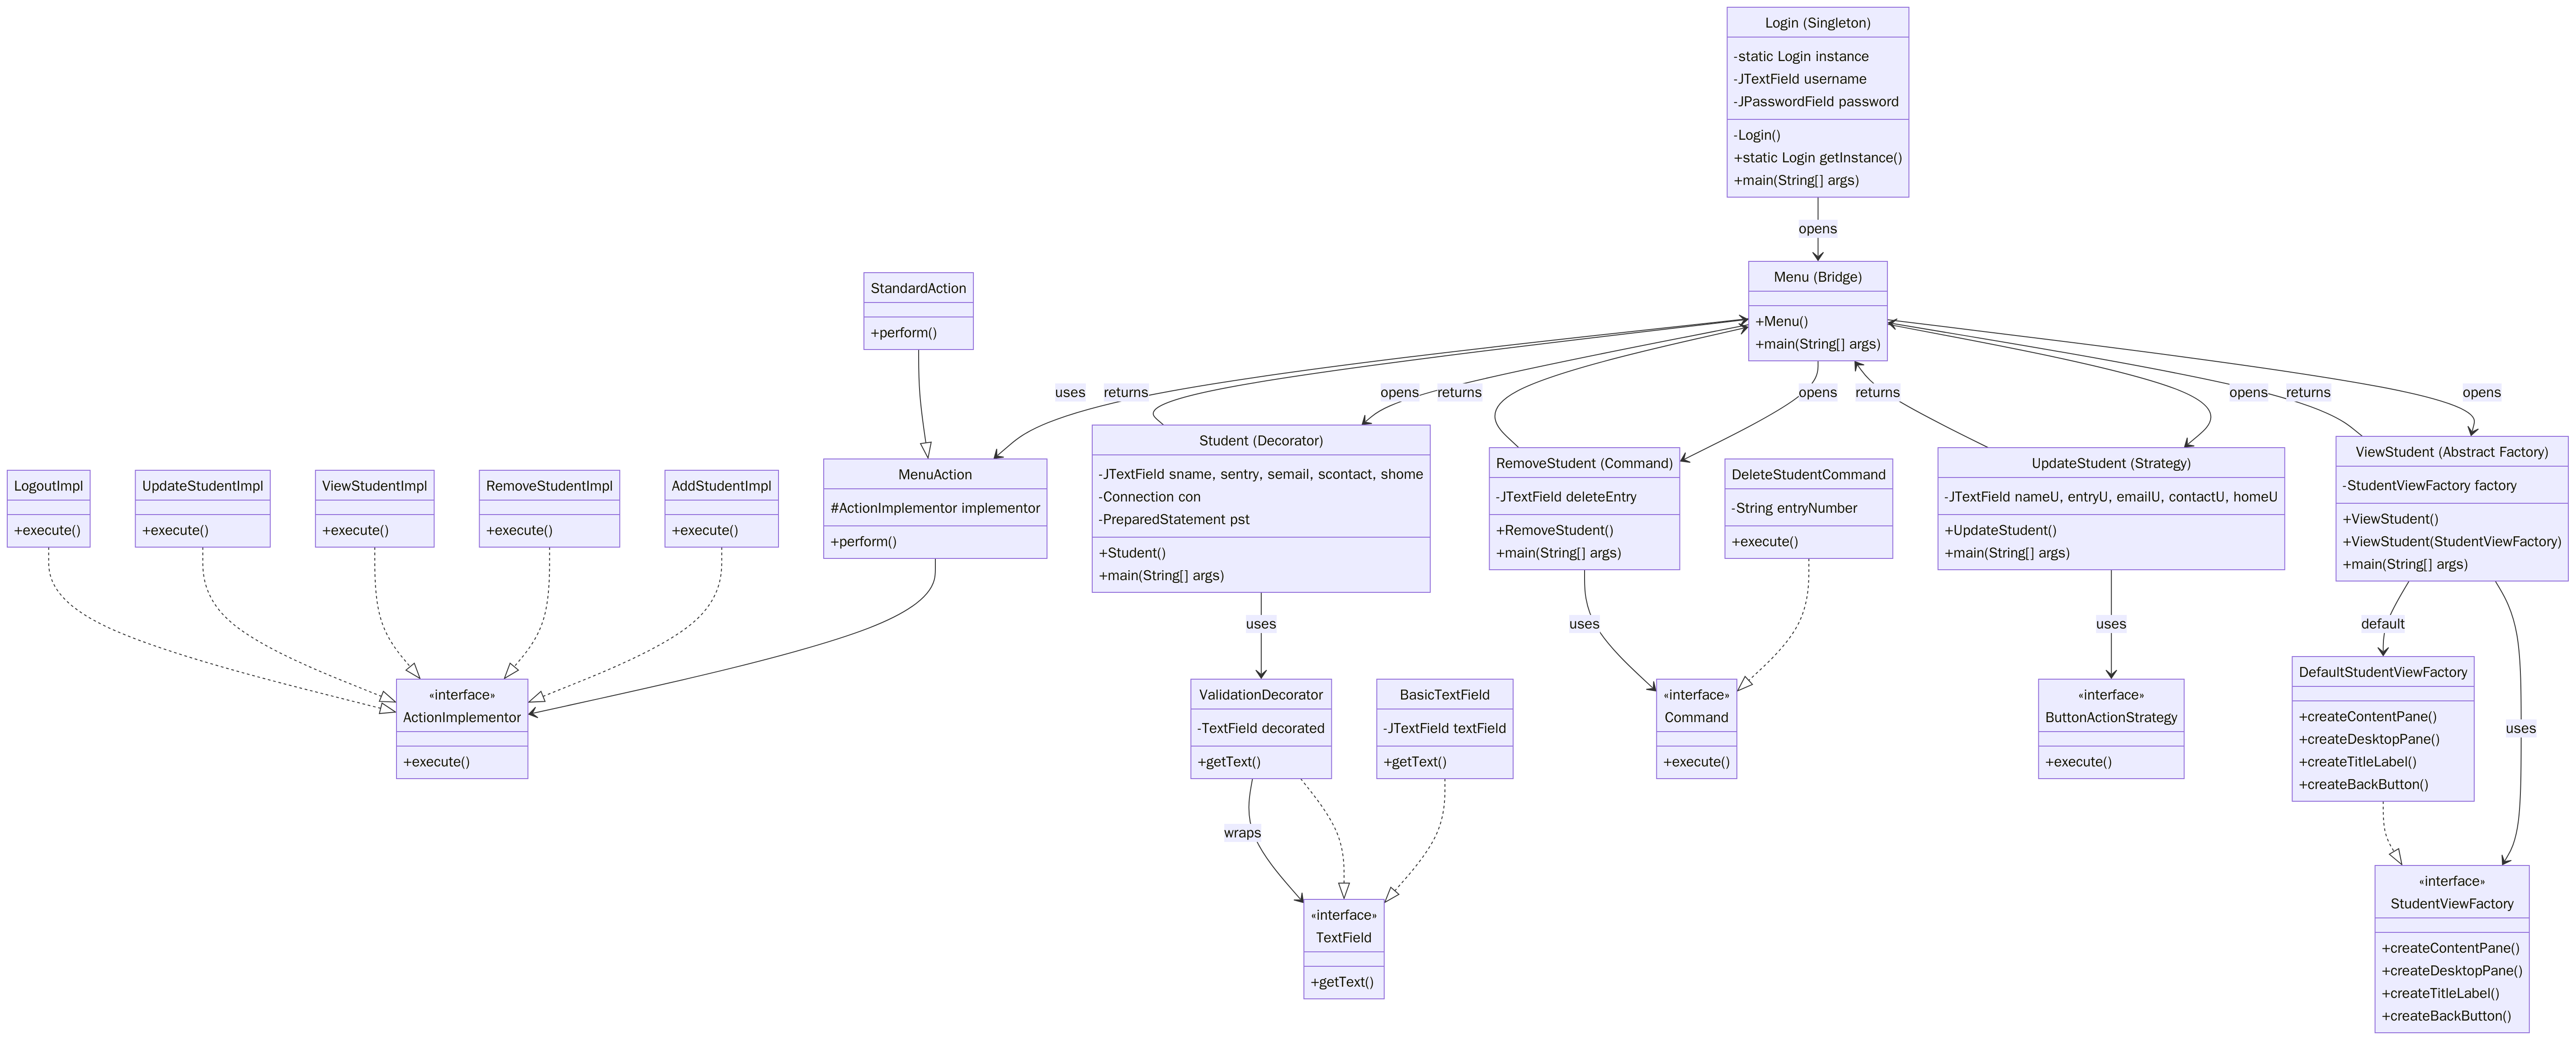 Login (Singleton)
-static Login instance
-JTextField username
-JPasswordField password
-Login()
+static Login getInstance()
+main(String[] args)
opens
Menu (Bridge)
+Menu()
+main(String[] args)
StandardAction
+perform()
uses
returns
opens
returns
opens
returns
opens
returns
opens
LogoutImpl
+execute()
UpdateStudentImpl
+execute()
ViewStudentImpl
+execute()
RemoveStudentImpl
+execute()
AddStudentImpl
+execute()
MenuAction
#ActionImplementor implementor
+perform()
Student (Decorator)
-JTextField sname, sentry, semail, scontact, shome
-Connection con
-PreparedStatement pst
+Student()
+main(String[] args)
RemoveStudent (Command)
-JTextField deleteEntry
+RemoveStudent()
+main(String[] args)
DeleteStudentCommand
-String entryNumber
+execute()
UpdateStudent (Strategy)
-JTextField nameU, entryU, emailU, contactU, homeU
+UpdateStudent()
+main(String[] args)
ViewStudent (Abstract Factory)
-StudentViewFactory factory
+ViewStudent()
+ViewStudent(StudentViewFactory)
+main(String[] args)
uses
uses
uses
default
uses
«interface»
ActionImplementor
+execute()
ValidationDecorator
-TextField decorated
+getText()
BasicTextField
-JTextField textField
+getText()
«interface»
Command
+execute()
«interface»
ButtonActionStrategy
+execute()
DefaultStudentViewFactory
+createContentPane()
+createDesktopPane()
+createTitleLabel()
+createBackButton()
wraps
«interface»
TextField
+getText()
«interface»
StudentViewFactory
+createContentPane()
+createDesktopPane()
+createTitleLabel()
+createBackButton()